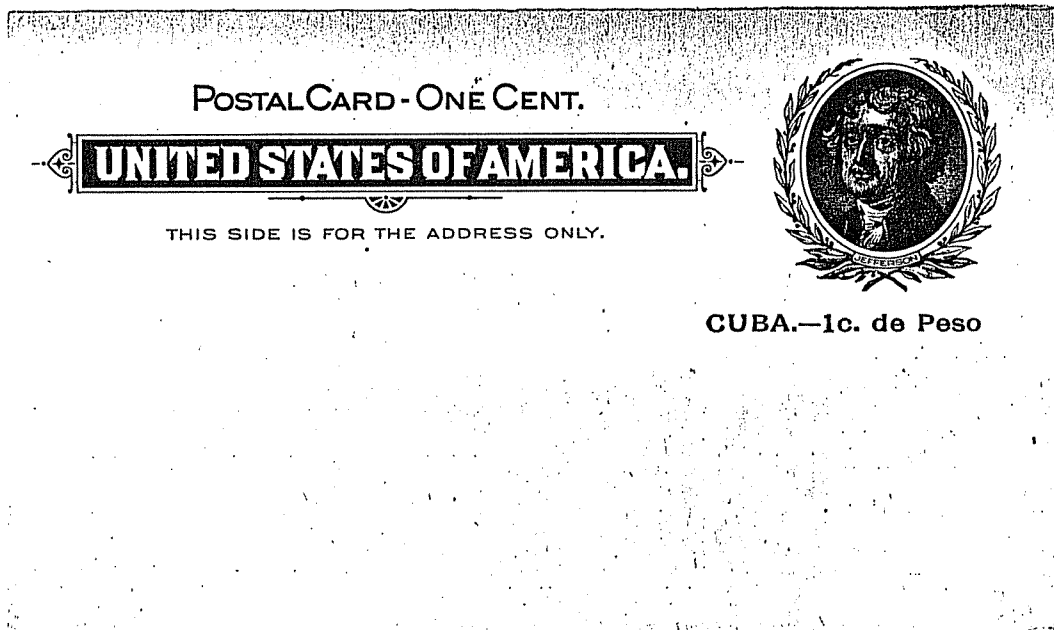 POSTAL CARD - ONE CENT.
UNITED STATES OF AMERICA.
THIS SIDE IS FOR THE ADDRESS ONLY.
JEFFERSON
CUBA.—1c. de Peso